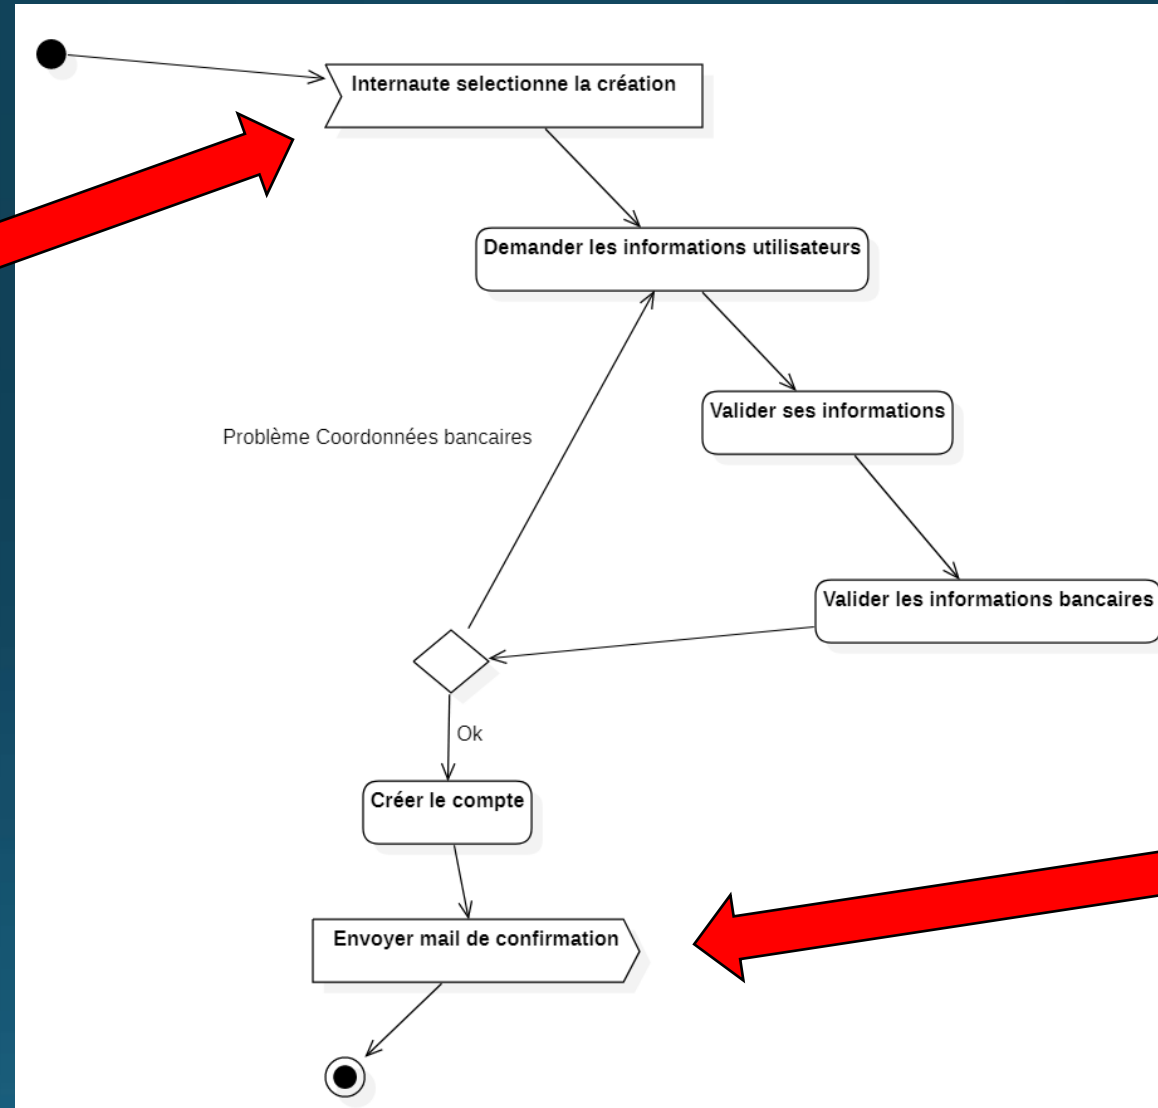 Internaute selectionne la création
Demander les informations utilisateurs
Valider ses informations
Problème Coordonnées bancaires
Valider les informations bancaires
Ok
Créer le compte
Envoyer mail de confirmation